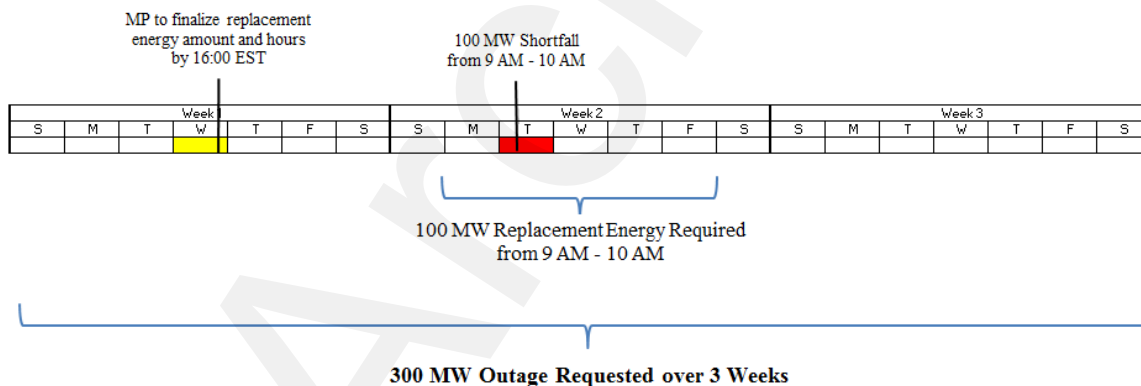 MP to finalize replacement
energy amount and hours
by 16:00 EST
100 MW Shortfall
from 9 AM - 10 AM
Week Week 2 Week 3
S M T W T F S S M T W T F S S M T W T F S
100 MW Replacement Energy Required
from 9 AM - 10 AM
300 MW Outage Requested over 3 Weeks